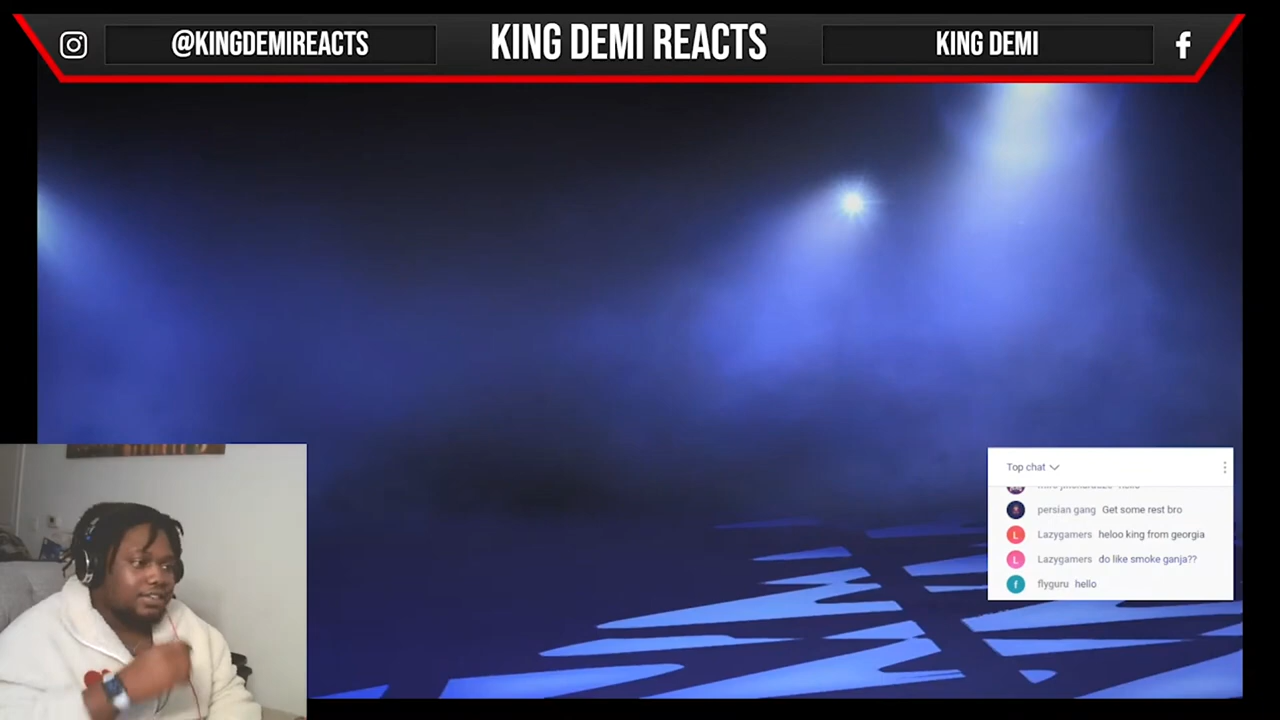 @KINGDEMIREACTS
KING DEMI REACTS
KING DEMI
Top chat
persian gang Get some rest bro
Lazygamers heloo king from georgia
Lazygamers do like smoke ganja??
flyguru hello